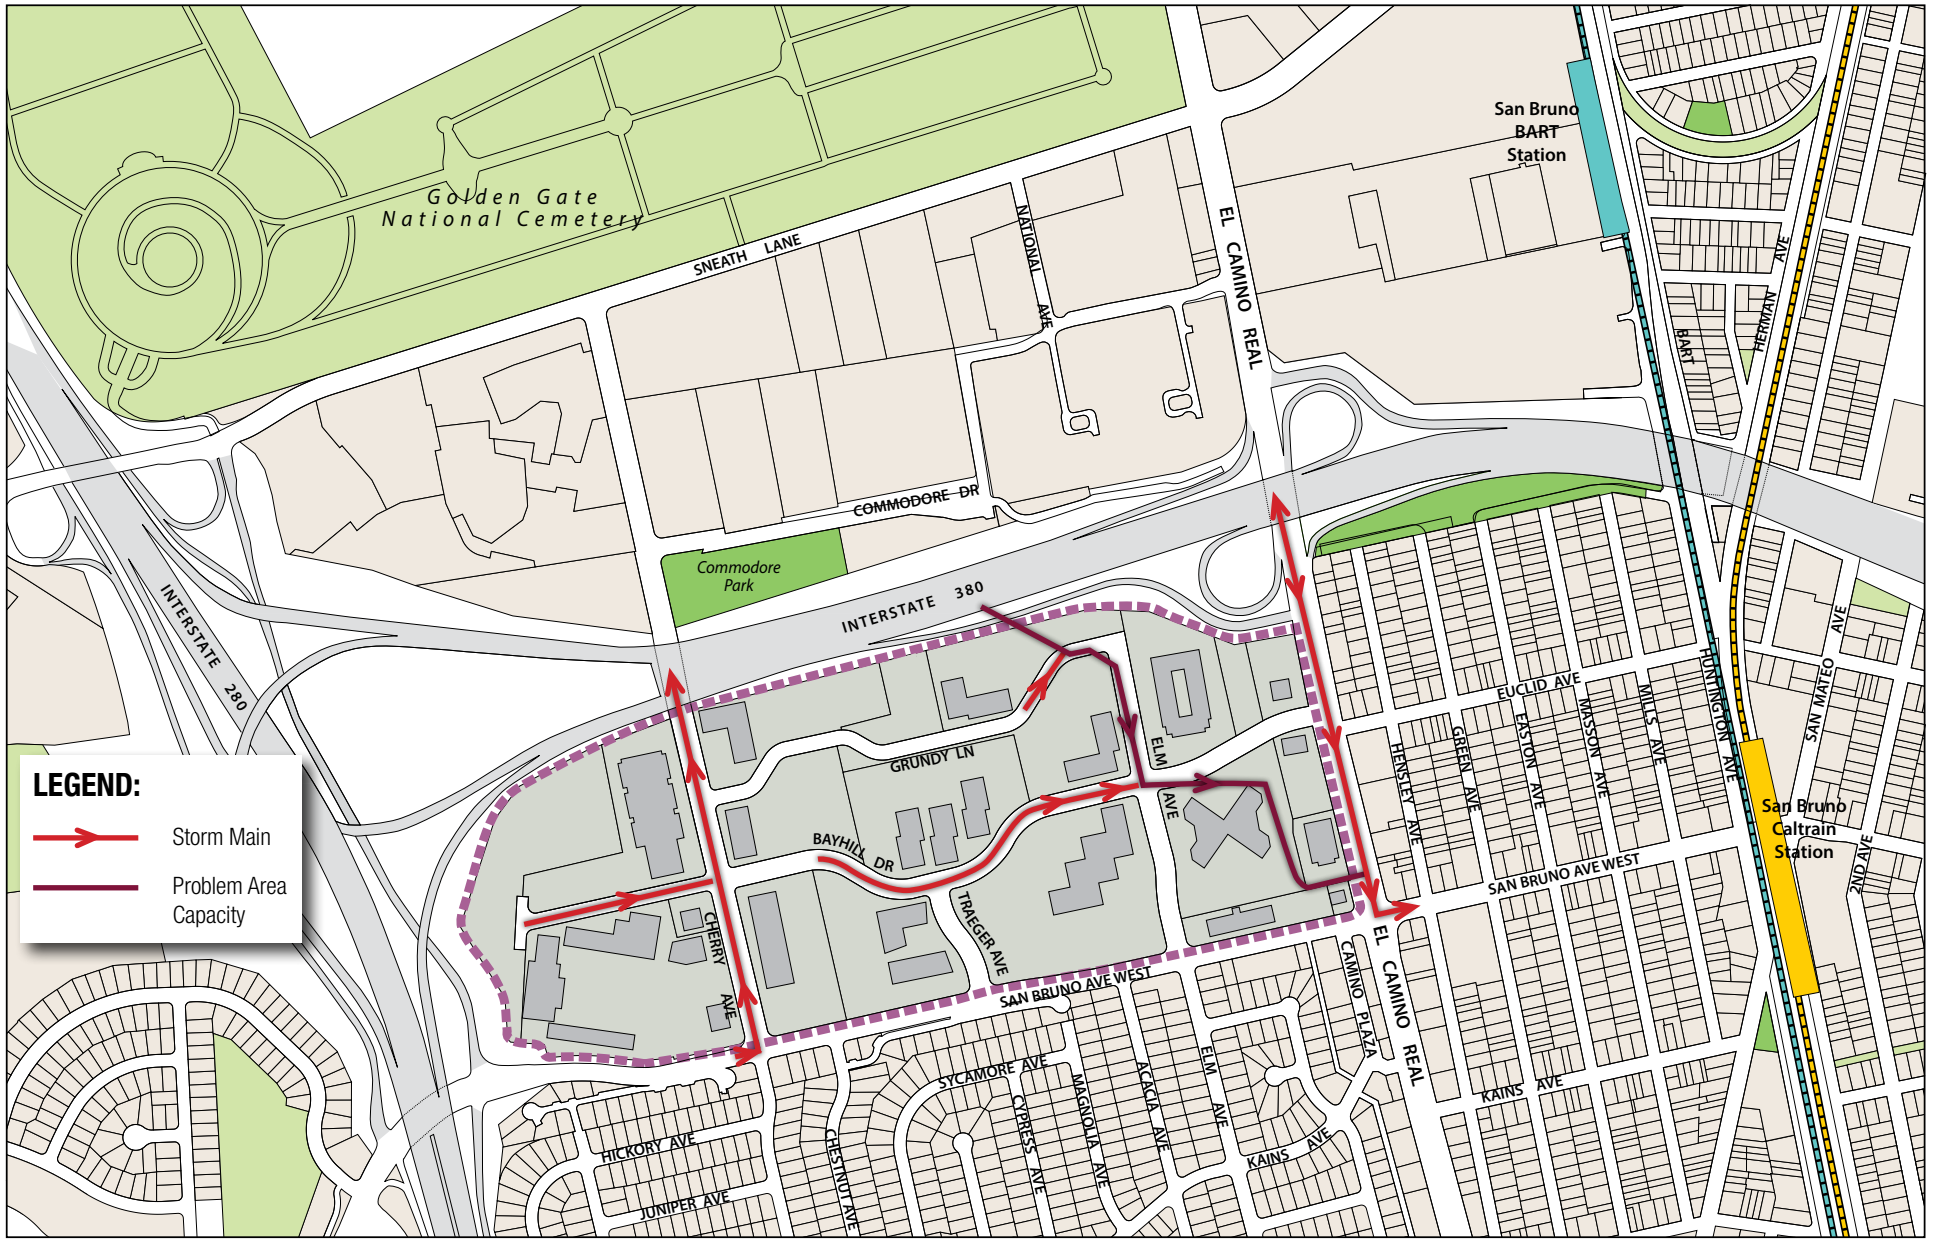 San Bruno
BART
Station
Golden Gate
National Cemetery
SNEATH LANE
NATIONAL AVE
EL CAMINO REAL
HERMAN AVE
BART
COMMODORE DR
Commodore
Park
INTERSTATE 380
INTERSTATE 280
LEGEND:
Storm Main
Problem Area
Capacity
GRUNDY LN
ELM AVE
BAYHILL DR
CHERRY AVE
TRAEGER AVE
SAN BRUNO AVE WEST
EUCLID AVE
HENSLEY AVE
GREEN AVE
EASTON AVE
MASON AVE
MILLS AVE
HUNTINGTON AVE
SAN MATEO AVE
San Bruno
Caltrain
Station
2ND AVE
SAN BRUNO AVE WEST
EL CAMINO REAL
CAMINO PLAZA
KAINS AVE
SYCAMORE AVE
CYPRESS AVE
MAGNOLIA AVE
ACACIA AVE
ELM AVE
KAINS AVE
HICKORY AVE
JUNIPER AVE
CHESTNUT AVE